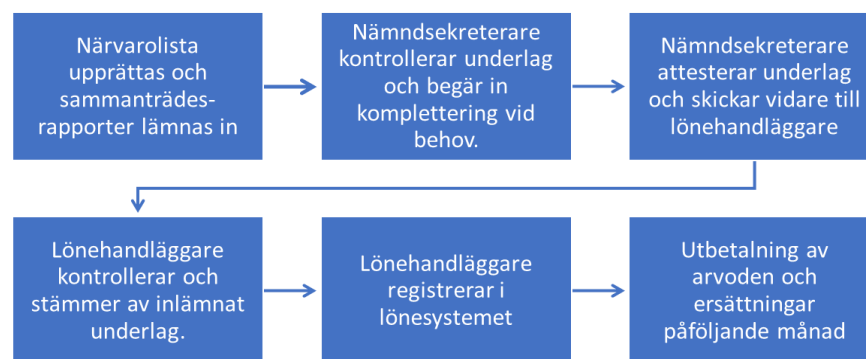 Närvarolista
upprättas och
sammanträdes-
rapporter lämnas in
Nämndsekreterare
kontrollerar underlag
och begär in
komplettering vid
behov.
Nämndsekreterare
attesterar underlag
och skickar vidare till
lönehandläggare
Lönehandläggare
kontrollerar och
stämmer av inlämnat
underlag.
Lönehandläggare
registrerar i
lönesystemet
Utbetalning av
arvoden och
ersättningar
påföljande månad